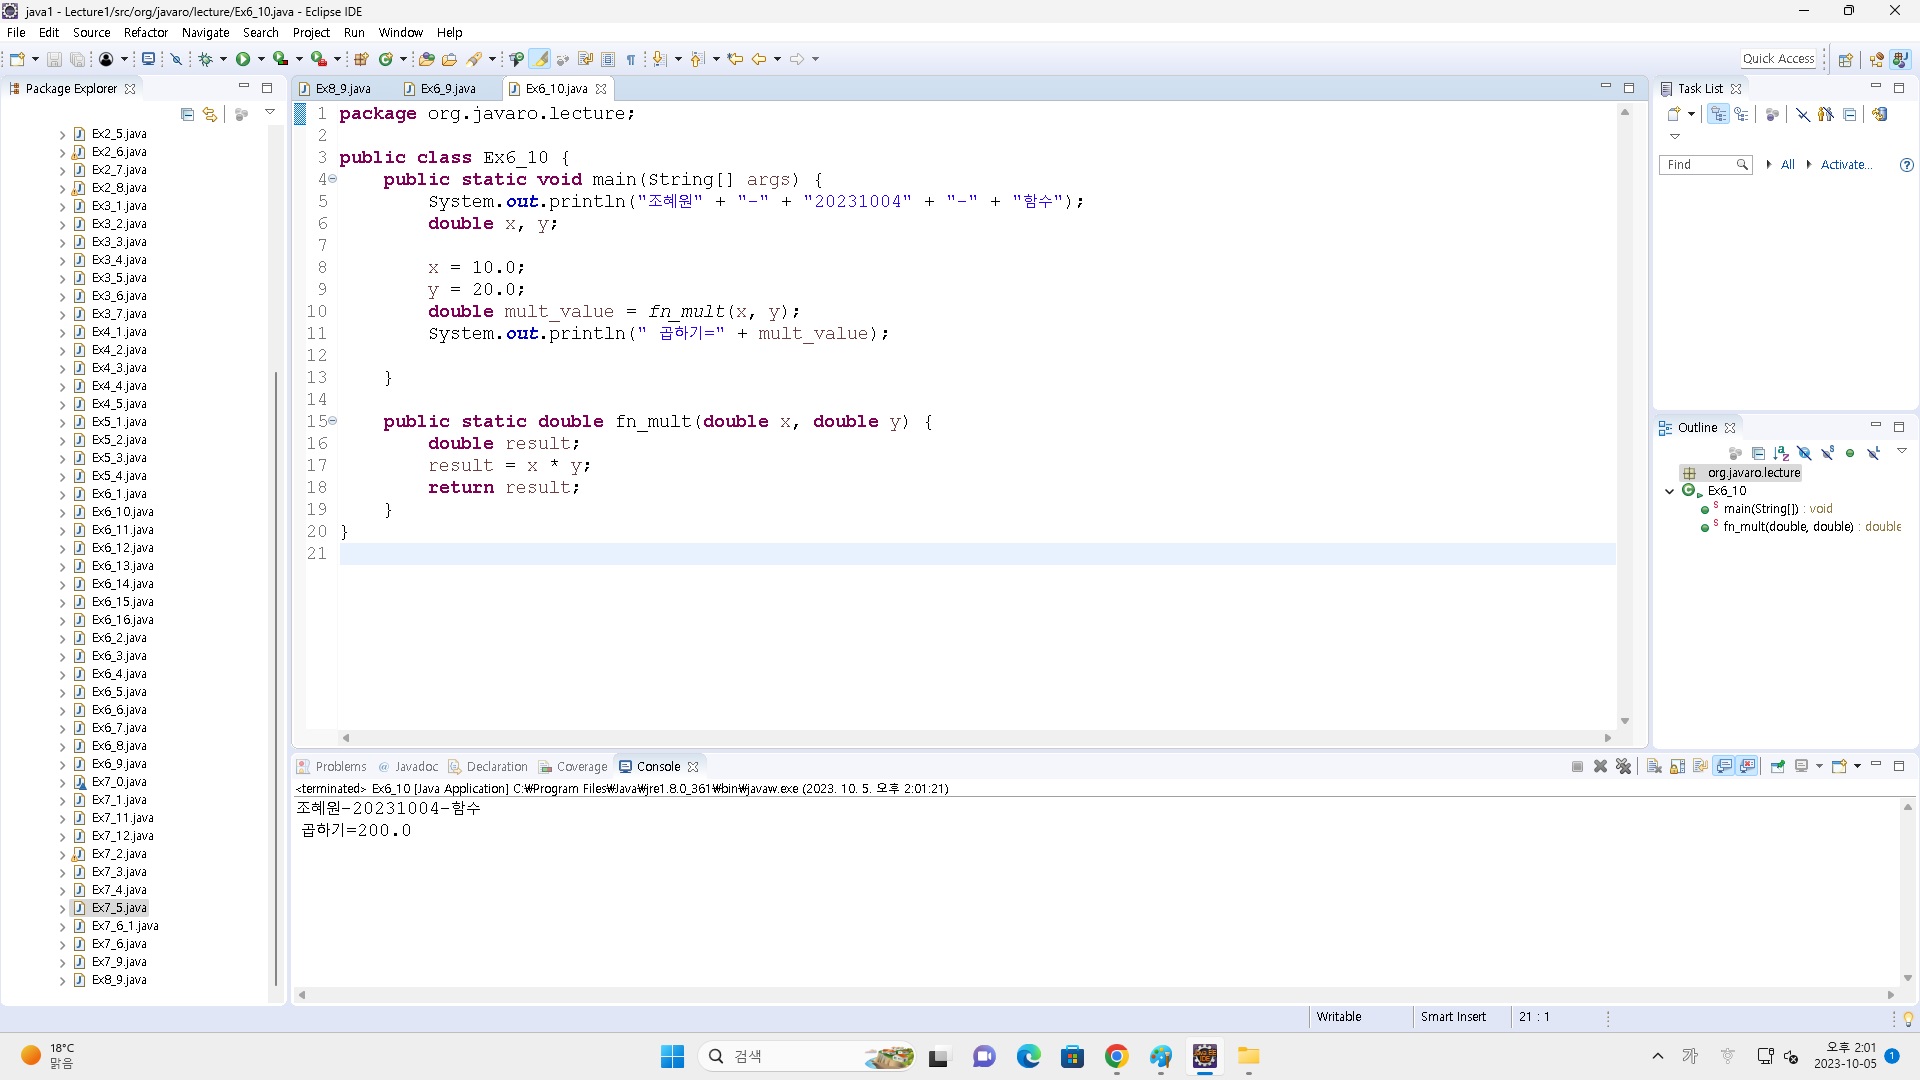 java1 - Lecture1/src/org/javaro/lecture/Ex6_10.java - Eclipse IDE
File Edit Source Refactor Navigate Search Project Run Window Help
Quick Access
Package Explorer
Ex2_5.java
Ex2_6.java
Ex2_7.java
Ex2_8.java
Ex3_1.java
Ex3_2.java
Ex3_3.java
Ex3_4.java
Ex3_5.java
Ex3_6.java
Ex3_7.java
Ex4_1.java
Ex4_2.java
Ex4_3.java
Ex4_4.java
Ex4_5.java
Ex5_1.java
Ex5_2.java
Ex5_3.java
Ex5_4.java
Ex6_1.java
Ex6_10.java
Ex6_11.java
Ex6_12.java
Ex6_13.java
Ex6_14.java
Ex6_15.java
Ex6_16.java
Ex6_2.java
Ex6_3.java
Ex6_4.java
Ex6_5.java
Ex6_6.java
Ex6_7.java
Ex6_8.java
Ex6_9.java
Ex7_0.java
Ex7_1.java
Ex7_11.java
Ex7_12.java
Ex7_2.java
Ex7_3.java
Ex7_4.java
Ex7_5.java
Ex7_6_1.java
Ex7_6.java
Ex7_9.java
Ex8_9.java
Ex8_9.java Ex6_9.java Ex6_10.java
1 package org.javaro.lecture;
2
3 public class Ex6_10 {
4 public static void main(String[] args) {
5 System.out.println("조혜원" + "-" + "20231004" + "-" + "함수");
6 double x, y;
7
8 x = 10.0;
9 y = 20.0;
10 double mult_value = fn_mult(x, y);
11 System.out.println(" 곱하기=" + mult_value);
12
13 }
14
15 public static double fn_mult(double x, double y) {
16 double result;
17 result = x * y;
18 return result;
19 }
20 }
21
Task List
Find All Activate...
Outline
org.javaro.lecture
Ex6_10
main(String[]) : void
fn_mult(double, double) : double
Problems Javadoc Declaration Coverage Console
<terminated> Ex6_10 [Java Application] C:₩Program Files₩Java₩jre1.8.0_361₩bin₩javaw.exe (2023. 10. 5. 오후 2:01:21)
조혜원-20231004-함수
곱하기=200.0
Writable Smart Insert 21 : 1
18°C
맑음
검색
가
오후 2:01
2023-10-05
1